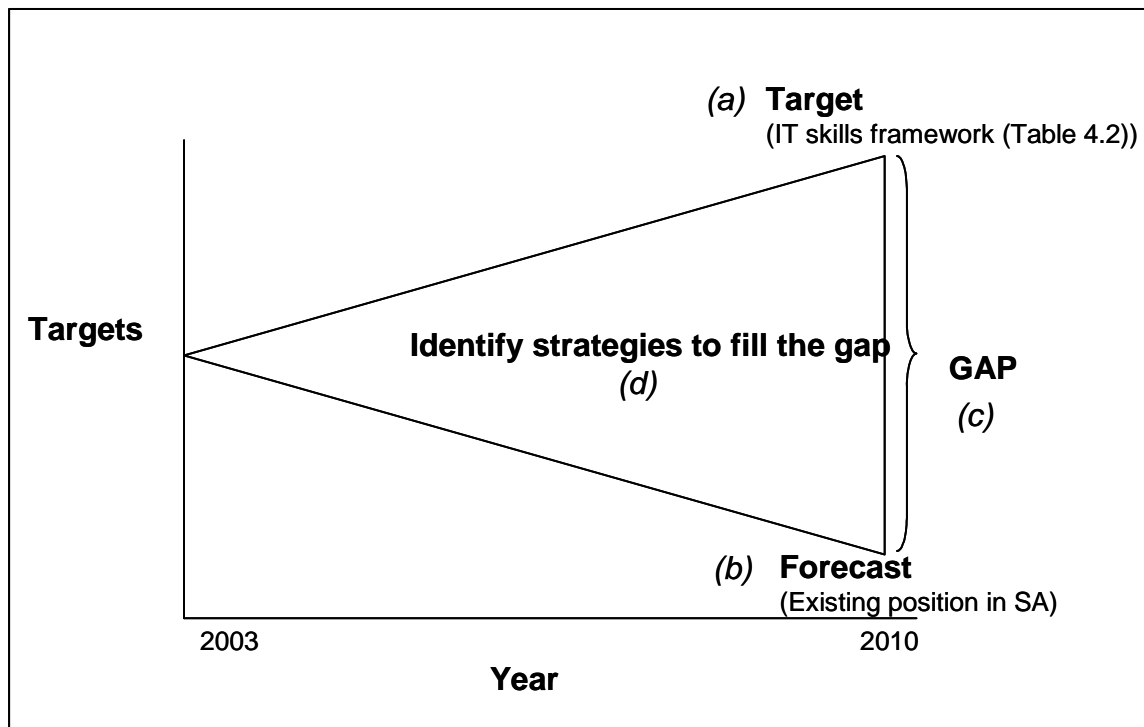 (a) Target
(IT skills framework (Table 4.2))
Targets
Identify strategies to fill the gap
(d)
GAP
(c)
(b) Forecast
(Existing position in SA)
2003
2010
Year